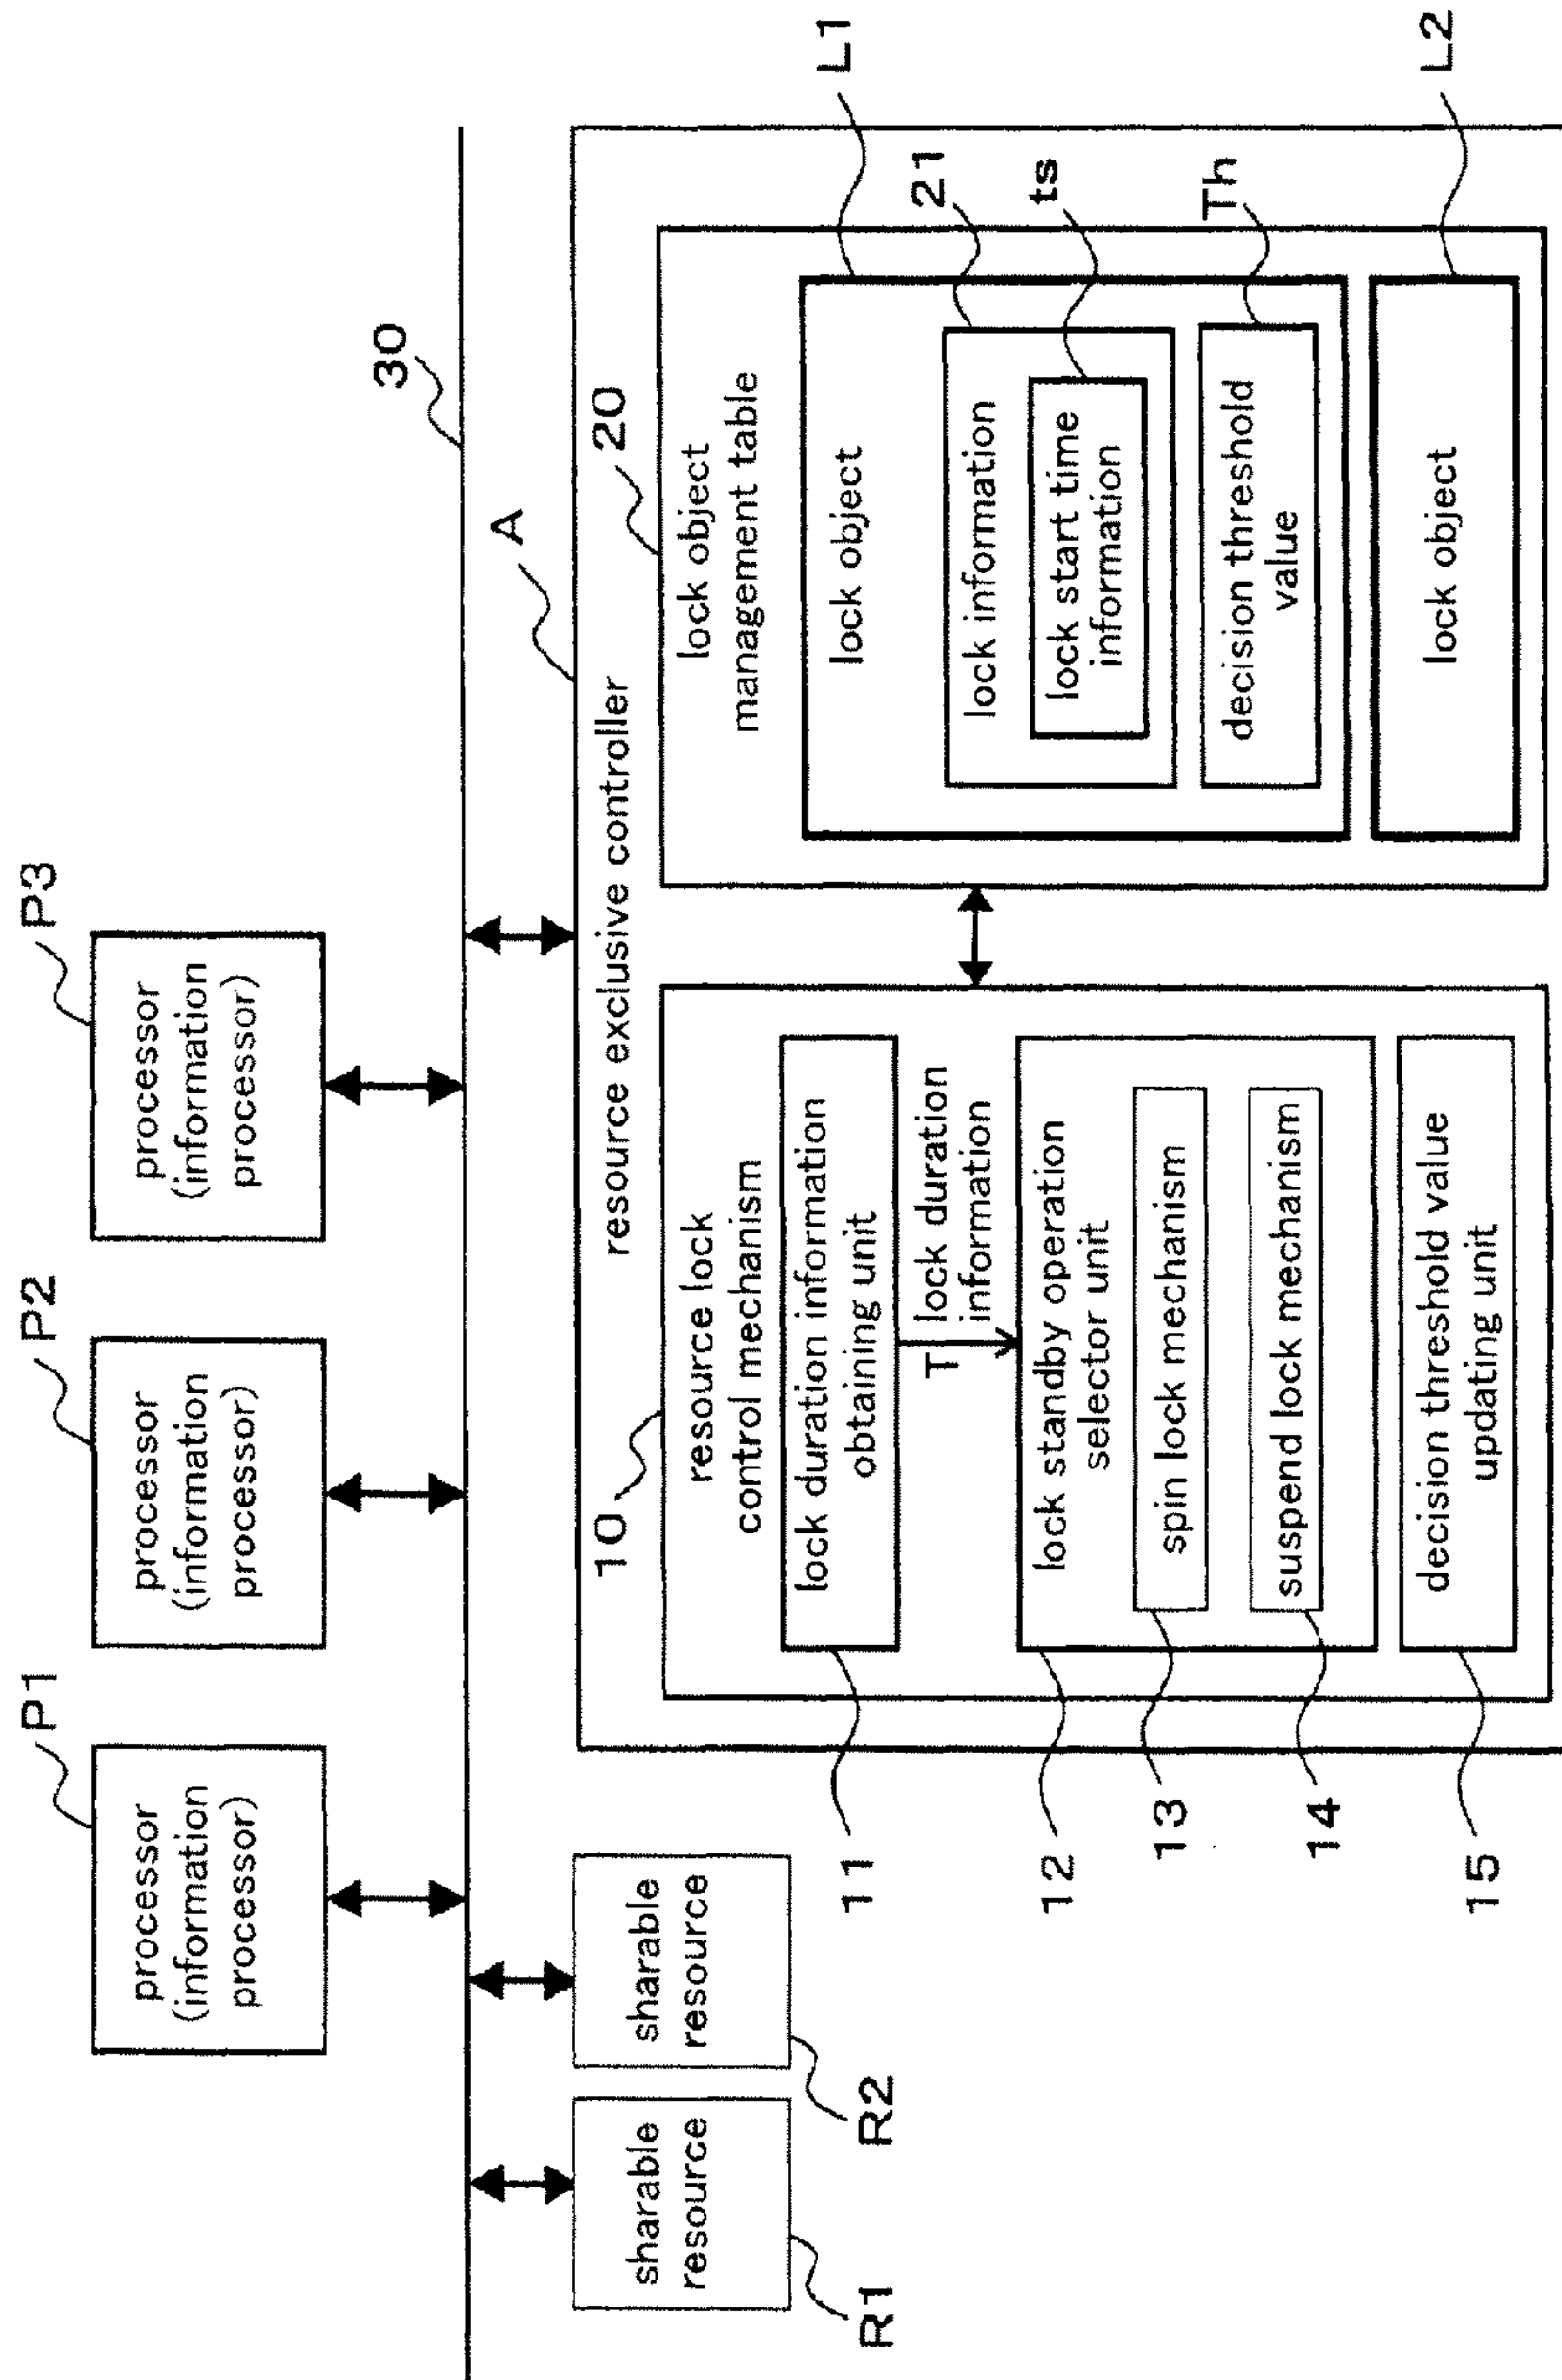 P1
P2
P3
processor
(information
processor)
processor
(information
processor)
processor
(information
processor)
30
sharable
resource
R1
sharable
resource
R2
A
resource exclusive controller
10
resource lock
control mechanism
11
lock duration information
obtaining unit
T
lock duration
information
12
lock standby operation
selector unit
13
spin lock mechanism
14
suspend lock mechanism
15
decision threshold value
updating unit
20
lock object
management table
L1
lock object
21
lock information
ts
lock start time
information
Th
decision threshold
value
L2
lock object